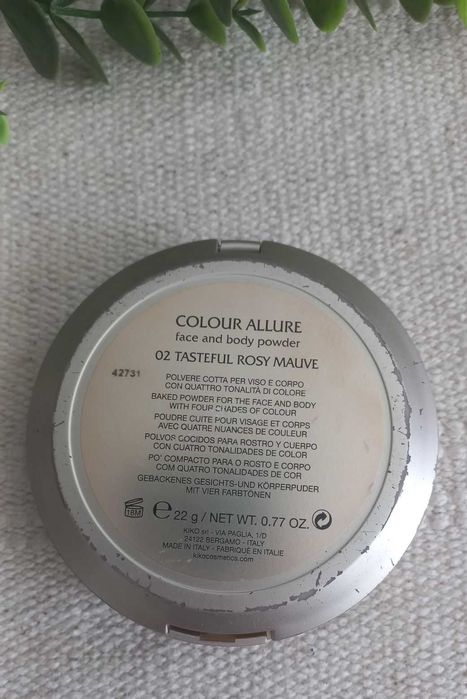 COLOUR ALLURE
face and body powder
02 TASTEFUL ROSY MAUVE
42731
POLVERE COTTA PER VISO E CORPO
CON QUATTRO TONALITÀ DI COLORE
BAKED POWDER FOR THE FACE AND BODY
WITH FOUR SHADES OF COLOUR
POUDRE CUITE POUR VISAGE ET CORPS
AVEC QUATRE NUANCES DE COULEUR
POLVOS COCIDOS PARA ROSTRO Y CUERPO
CON CUATRO TONALIDADES DE COLOR
PO' COMPACTO PARA O ROSTO E CORPO
COM QUATRO TONALIDADES DE COR
GEBACKENES GESICHTS-UND KÖRPERPUDER
MIT VIER FARBTÖNEN
18M e 22 g / NET WT. 0.77 OZ.
KIKO srl - VIA PAGLIA, 1/D
24122 BERGAMO - ITALY
MADE IN ITALY - FABRIQUÉ EN ITALIE
kikocosmetics.com